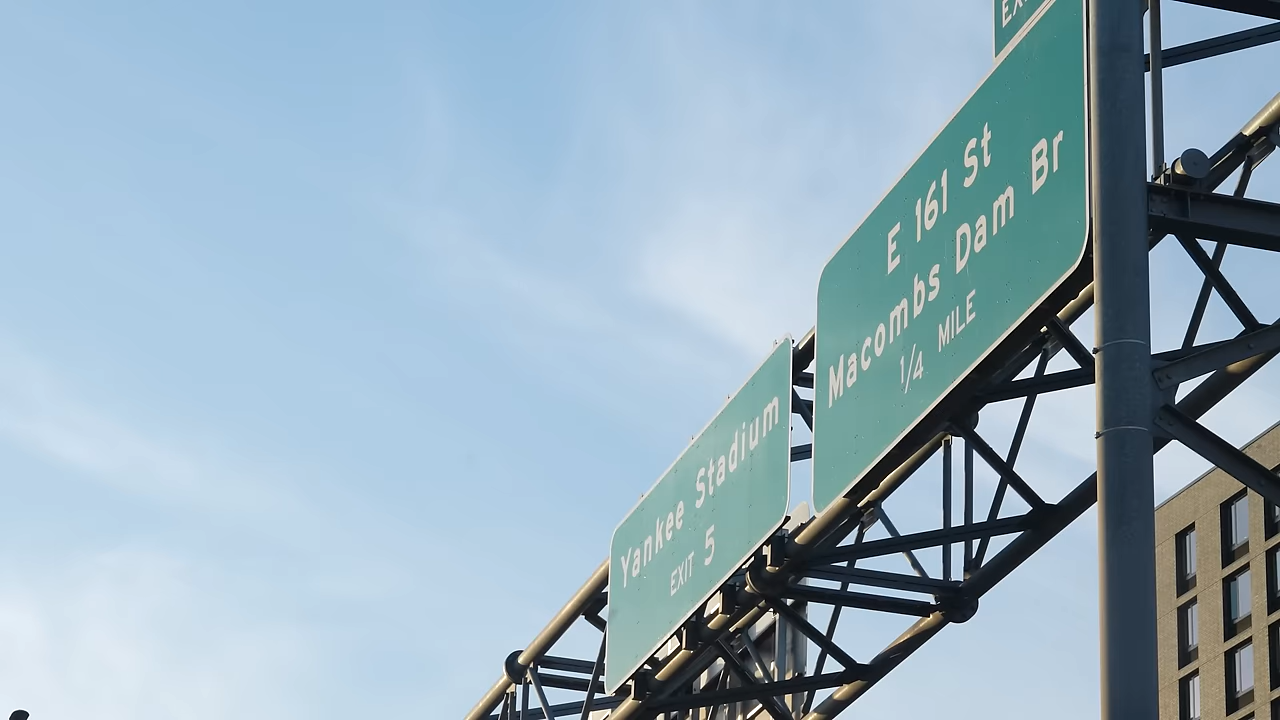 E 161 St
Macombs Dam Br
1/4 MILE
Yankee Stadium
EXIT 5